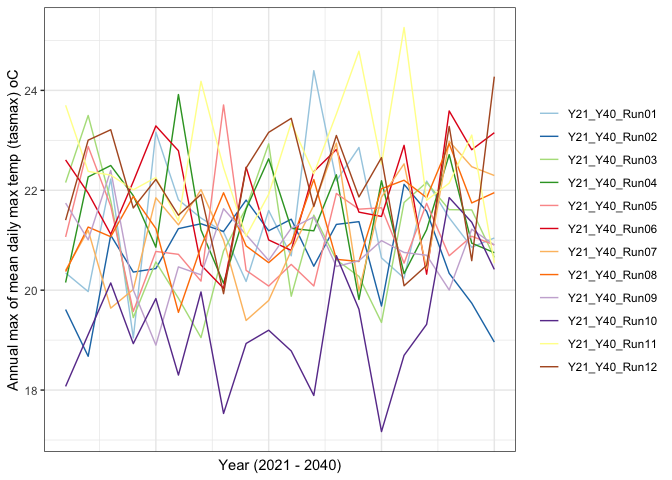 Annual max of mean daily max temp (tasmax) oC
24
22
20
18
Year (2021 - 2040)
Y21_Y40_Run01
Y21_Y40_Run02
Y21_Y40_Run03
Y21_Y40_Run04
Y21_Y40_Run05
Y21_Y40_Run06
Y21_Y40_Run07
Y21_Y40_Run08
Y21_Y40_Run09
Y21_Y40_Run10
Y21_Y40_Run11
Y21_Y40_Run12